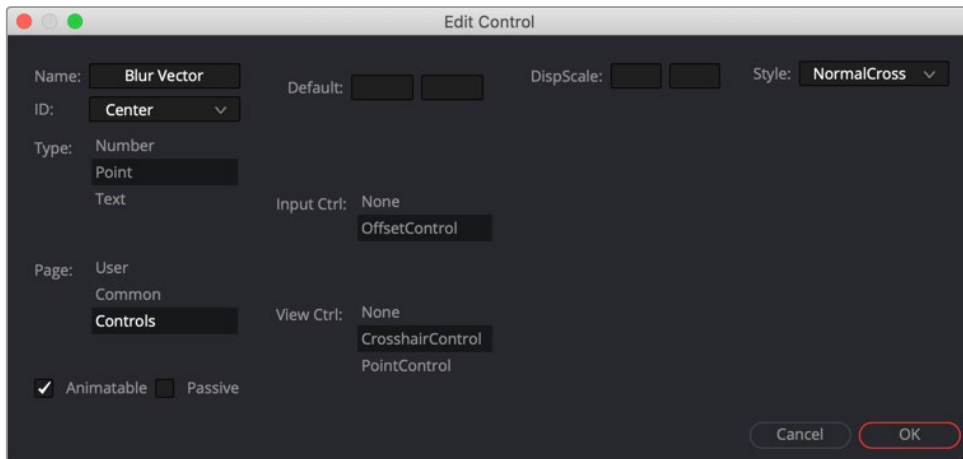 Edit Control
Name: Blur Vector
Default:
DispScale:
Style: NormalCross
ID: Center
Type: Number
Point
Text
Input Ctrl: None
OffsetControl
Page: User
Common
Controls
View Ctrl: None
CrosshairControl
PointControl
Animatable Passive
Cancel OK